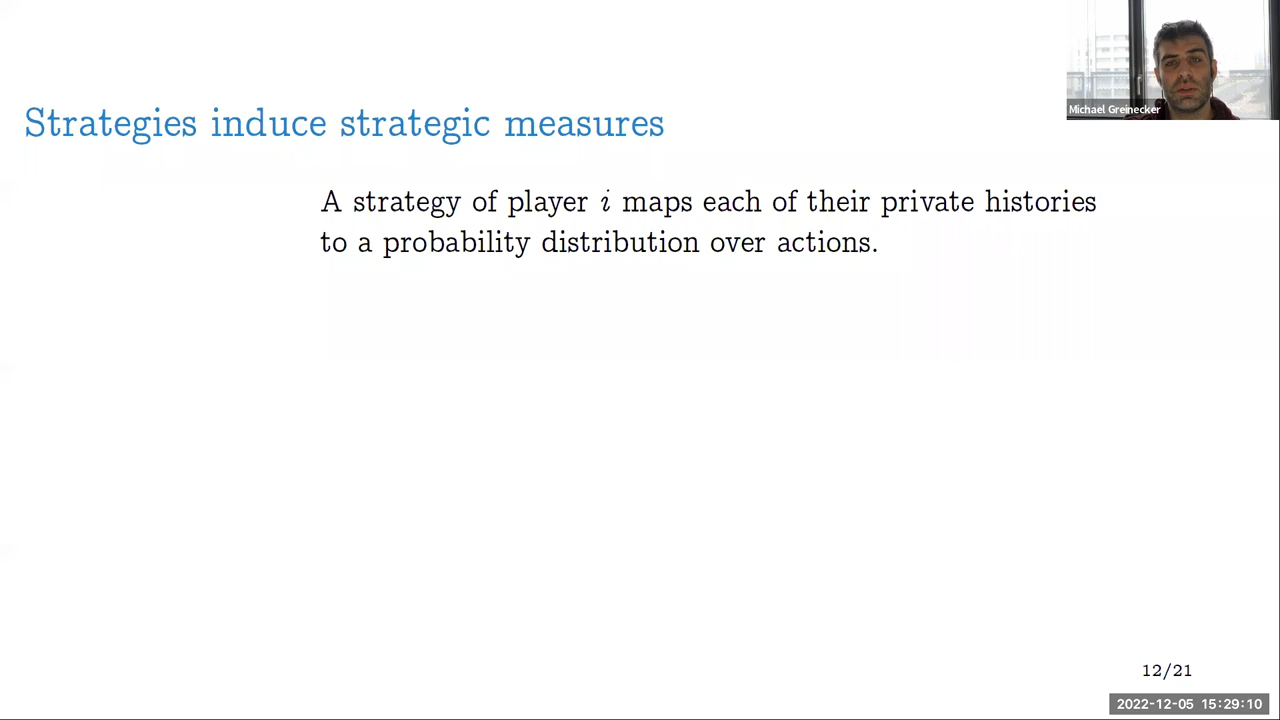 Michael Greinecker
Strategies induce strategic measures
A strategy of player i maps each of their private histories
to a probability distribution over actions.
12/21
2022-12-05 15:29:10